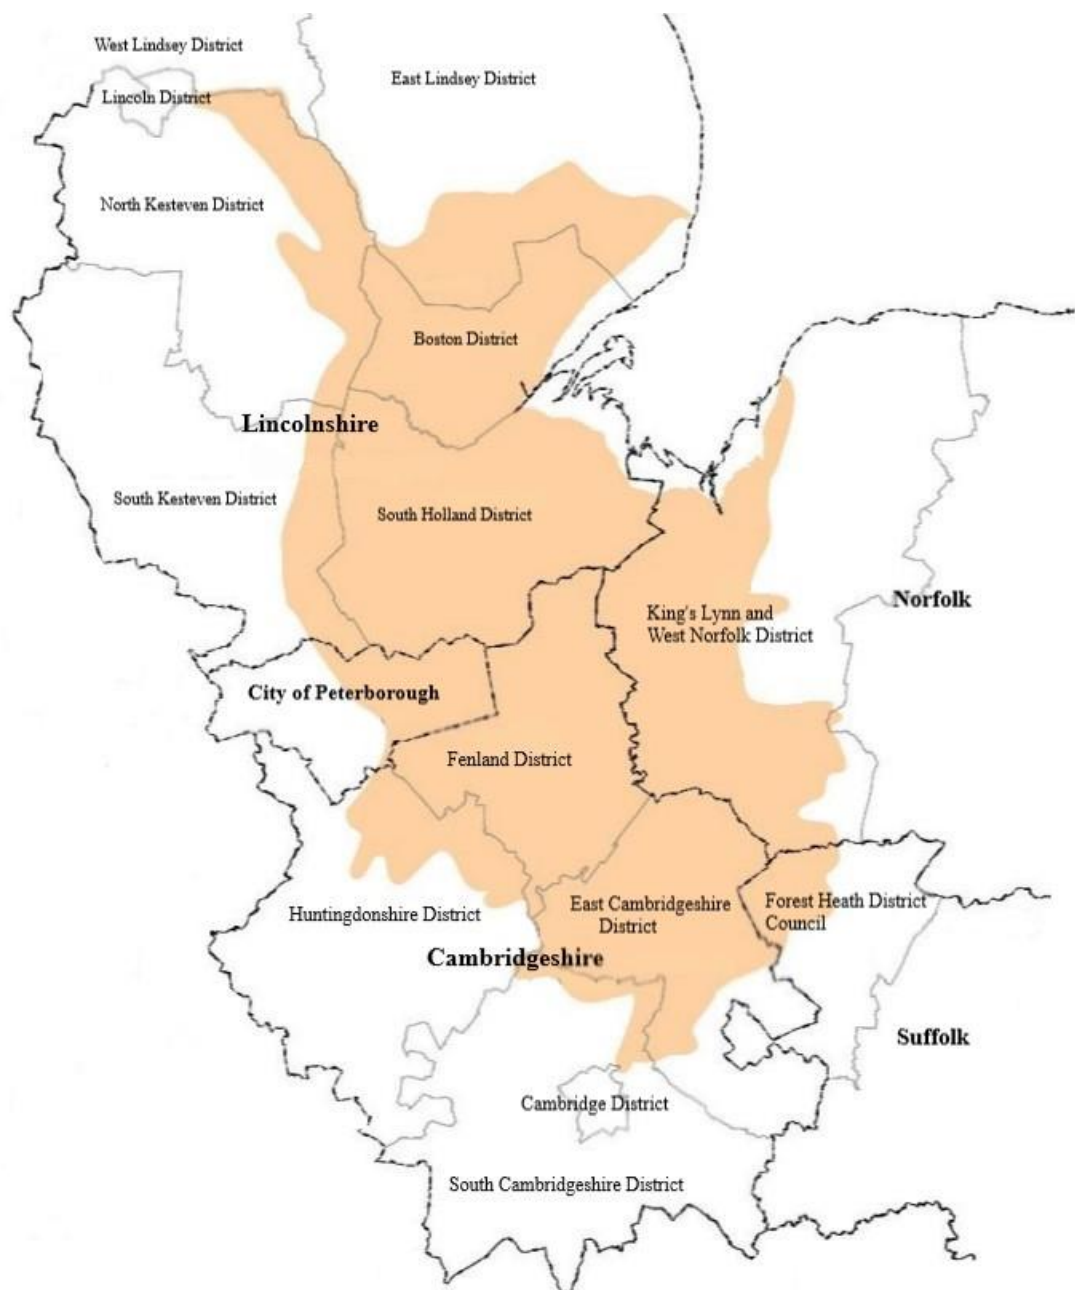 West Lindsey District
East Lindsey District
Lincoln District
North Kesteven District
Boston District
Lincolnshire
South Kesteven District
South Holland District
Norfolk
King's Lynn and
West Norfolk District
City of Peterborough
Fenland District
East Cambridgeshire
District
Forest Heath District
Council
Huntingdonshire District
Cambridgeshire
Suffolk
Cambridge District
South Cambridgeshire District